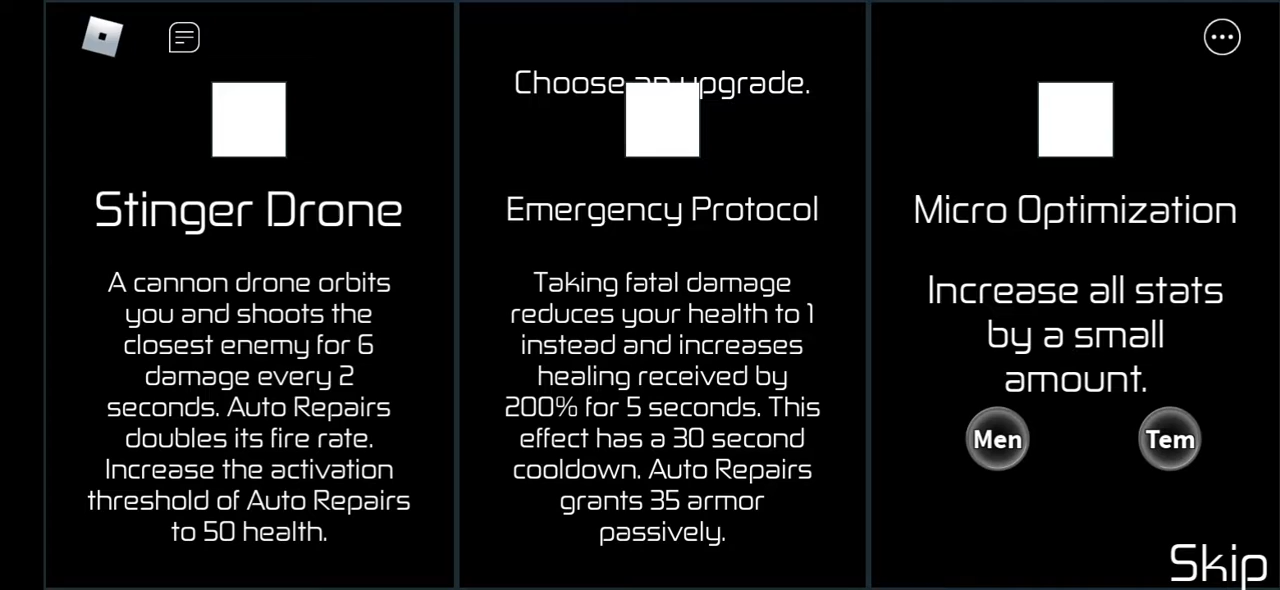 Choose an upgrade.
Stinger Drone
A cannon drone orbits
you and shoots the
closest enemy for 6
damage every 2
seconds. Auto Repairs
doubles its fire rate.
Increase the activation
threshold of Auto Repairs
to 50 health.
Emergency Protocol
Taking fatal damage
reduces your health to 1
instead and increases
healing received by
200% for 5 seconds. This
effect has a 30 second
cooldown. Auto Repairs
grants 35 armor
passively.
Micro Optimization
Increase all stats
by a small
amount.
Men
Tem
Skip